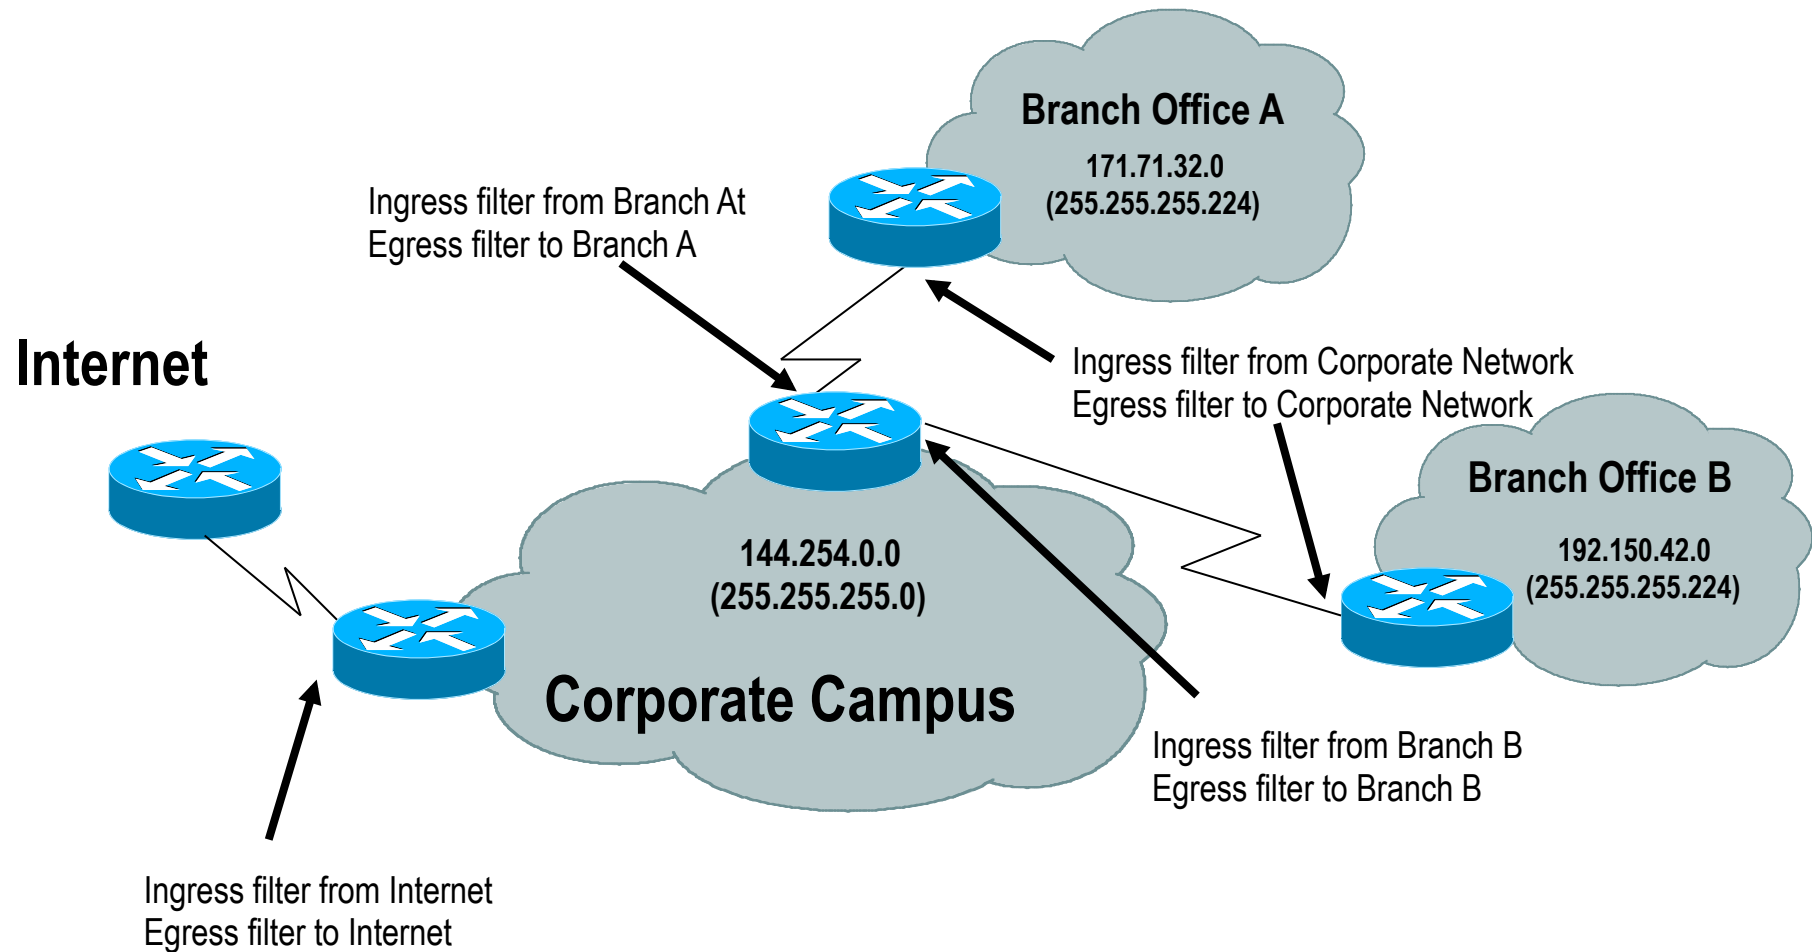 Branch Office A
171.71.32.0
(255.255.255.224)
Ingress filter from Branch At
Egress filter to Branch A
Internet
Ingress filter from Corporate Network
Egress filter to Corporate Network
Branch Office B
192.150.42.0
(255.255.255.224)
144.254.0.0
(255.255.255.0)
Corporate Campus
Ingress filter from Branch B
Egress filter to Branch B
Ingress filter from Internet
Egress filter to Internet